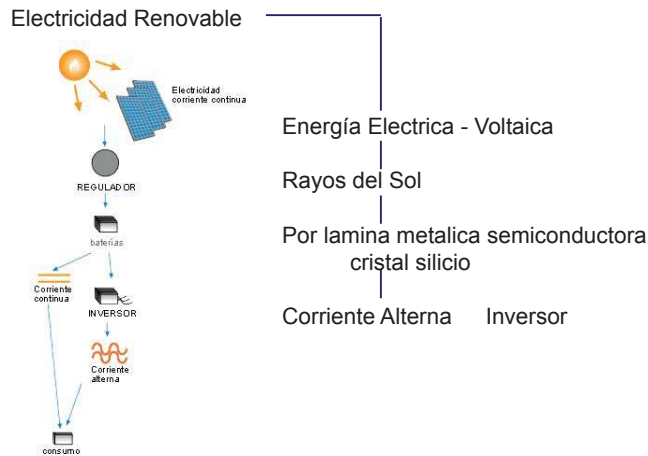 Electricidad Renovable
Electricidad
corriente continua
REGULADOR
baterias
Corriente
continua
INVERSOR
Corriente
alterna
consumo
Energía Electrica - Voltaica
Rayos del Sol
Por lamina metalica semiconductora
cristal silicio
Corriente Alterna Inversor